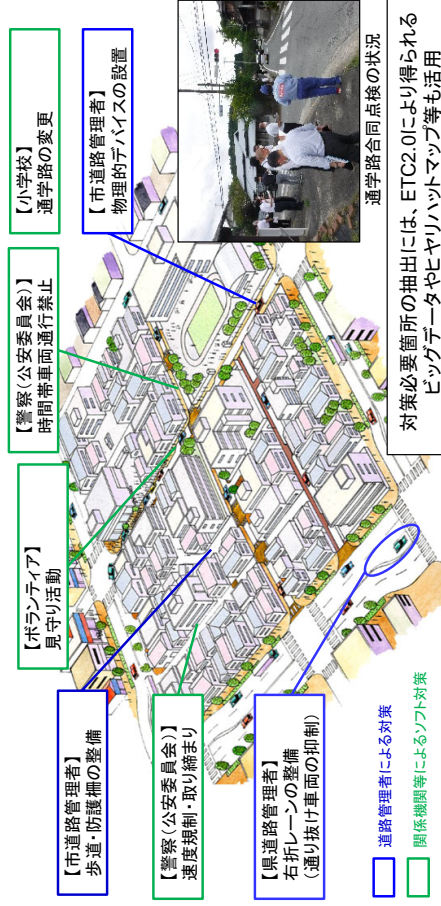 【市道路管理者】
歩道・防護柵の整備
【ボランティア】
見守り活動
【警察(公安委員会)】
時間帯車両通行禁止
【小学校】
通学路の変更
【警察(公安委員会)】
速度規制・取り締まり
【市道路管理者】
物理的デバイスの設置
【県道路管理者】
右折レーンの整備
(通り抜け車両の抑制)
通学路合同点検の状況
道路管理者による対策
関係機関等によるソフト対策
対策必要箇所の抽出には、ETC2.0により得られる
ビッグデータやヒヤリハットマップ等も活用